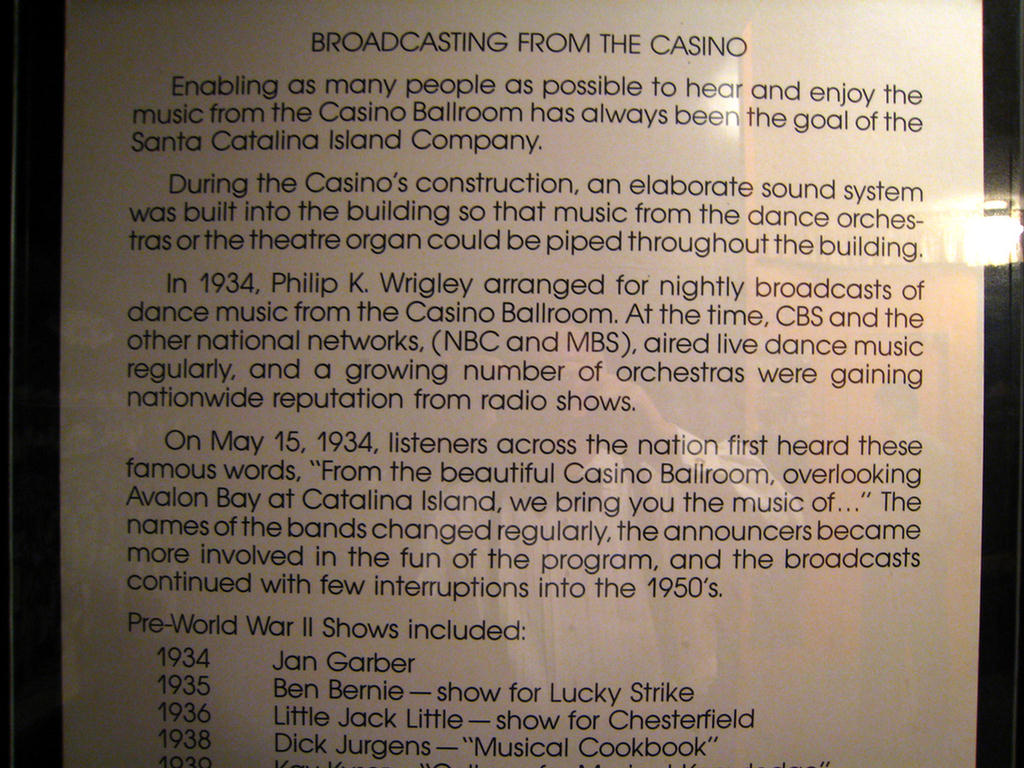 BROADCASTING FROM THE CASINO
Enabling as many people as possible to hear and enjoy the
music from the Casino Ballroom has always been the goal of the
Santa Catalina Island Company.
During the Casino's construction, an elaborate sound system
was built into the building so that music from the dance orches-
tras or the theatre organ could be piped throughout the building.
In 1934, Philip K. Wrigley arranged for nightly broadcasts of
dance music from the Casino Ballroom. At the time, CBS and the
other national networks, (NBC and MBS), aired live dance music
regularly, and a growing number of orchestras were gaining
nationwide reputation from radio shows.
On May 15, 1934, listeners across the nation first heard these
famous words, "From the beautiful Casino Ballroom, overlooking
Avalon Bay at Catalina Island, we bring you the music of..." The
names of the bands changed regularly, the announcers became
more involved in the fun of the program, and the broadcasts
continued with few interruptions into the 1950's.
Pre-World War II Shows included:
1934 Jan Garber
1935 Ben Bernie — show for Lucky Strike
1936 Little Jack Little — show for Chesterfield
1938 Dick Jurgens — "Musical Cookbook"
1939 Kay Kyser